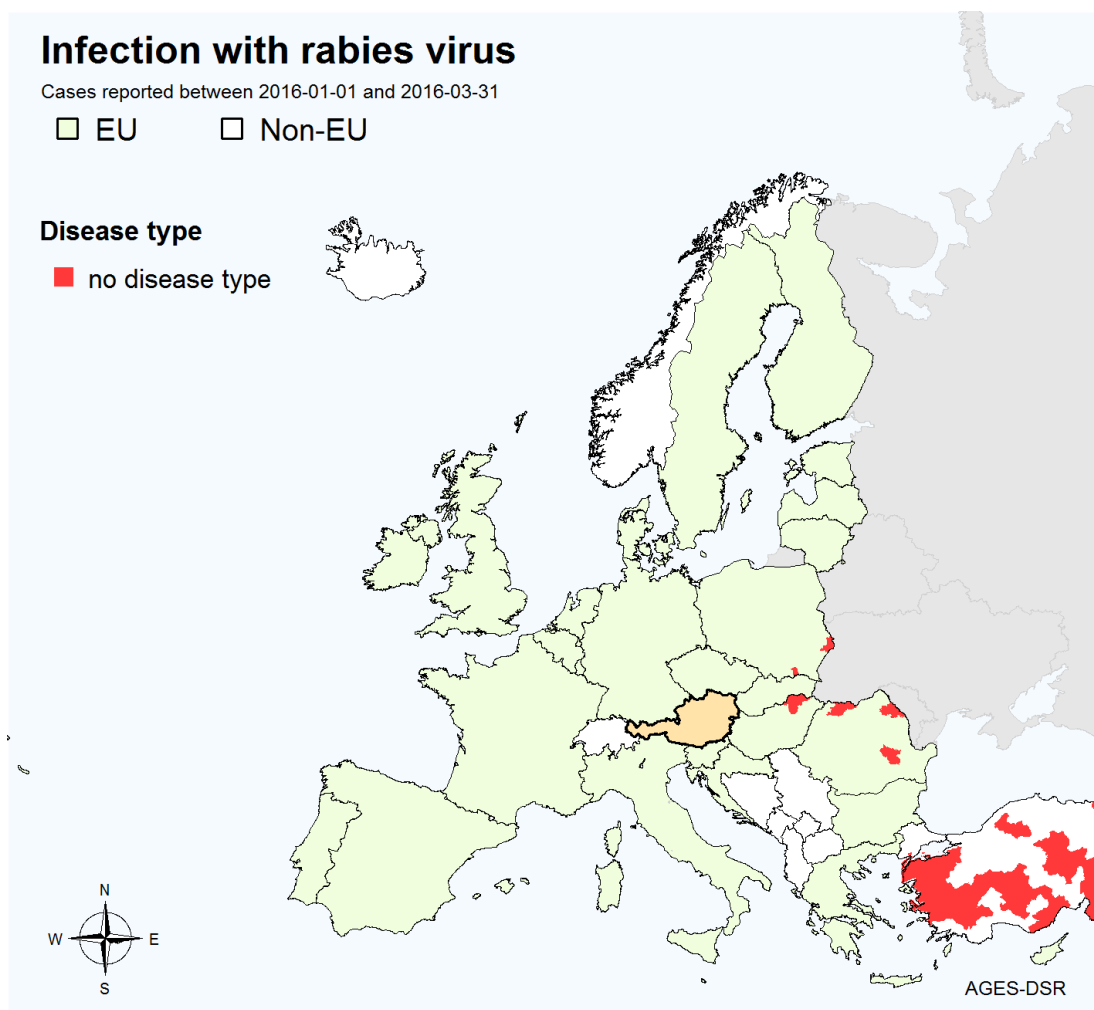 Infection with rabies virus
Cases reported between 2016-01-01 and 2016-03-31
EU Non-EU
Disease type
no disease type
N
W E
S
AGES-DSR